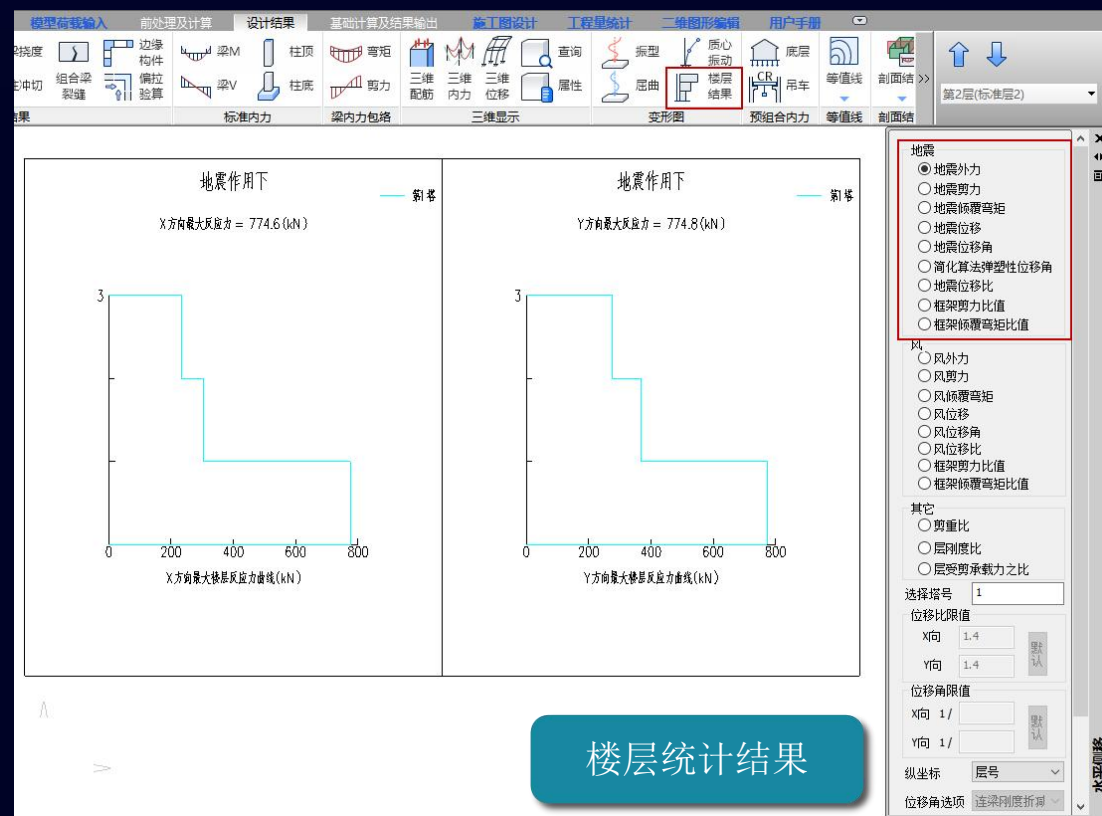 模型荷载输入 前处理及计算 设计结果 基础计算及结果输出 施工图设计 工程量统计 二维图形编辑 用户手册
挠度 边缘构件 梁M 柱顶 弯矩 三维配筋 三维内力 三维位移 查询 振型 质心振动 底层 等值线 剖面结
冲切 组合梁裂缝 偏拉验算 梁V 柱底 剪力 属性 屈曲 楼层结果 CR 吊车
第2层(标准层2)
果 标准内力 梁内力包络 三维显示 变形图 预组合内力 等值线 剖面结
地震作用下
第1塔
X方向最大反应力 = 774.6(kN)
3
0 200 400 600 800
X方向最大楼层反应力曲线(kN)
地震作用下
第1塔
Y方向最大反应力 = 774.8(kN)
3
0 200 400 600 800
Y方向最大楼层反应力曲线(kN)
楼层统计结果
地震
地震外力
地震剪力
地震倾覆弯矩
地震位移
地震位移角
简化算法弹塑性位移角
地震位移比
框架剪力比值
框架倾覆弯矩比值
风
风外力
风剪力
风倾覆弯矩
风位移
风位移角
风位移比
框架剪力比值
框架倾覆弯矩比值
其它
剪重比
层刚度比
层受剪承载力之比
选择塔号 1
位移比限值
X向 1.4
默认
Y向 1.4
位移角限值
X向 1/
默认
Y向 1/
纵坐标 层号
位移角选项 连梁刚度折减